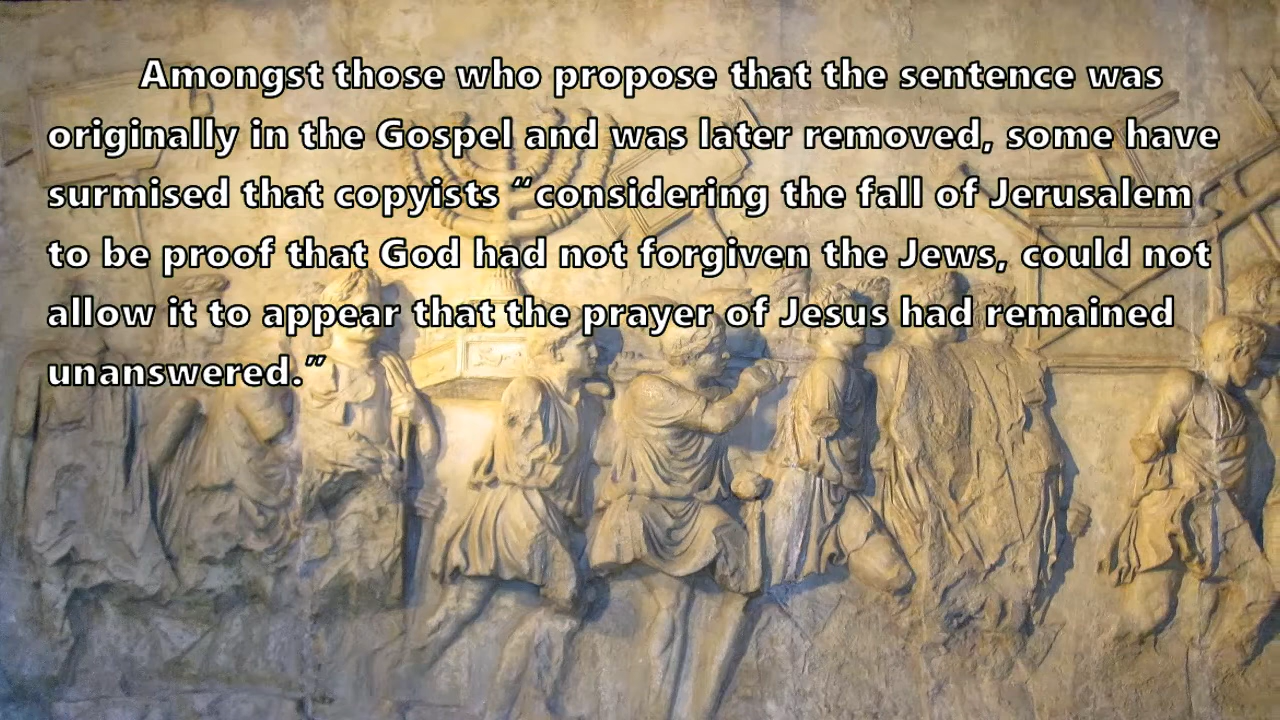 Amongst those who propose that the sentence was
originally in the Gospel and was later removed, some have
surmised that copyists “considering the fall of Jerusalem
to be proof that God had not forgiven the Jews, could not
allow it to appear that the prayer of Jesus had remained
unanswered.”